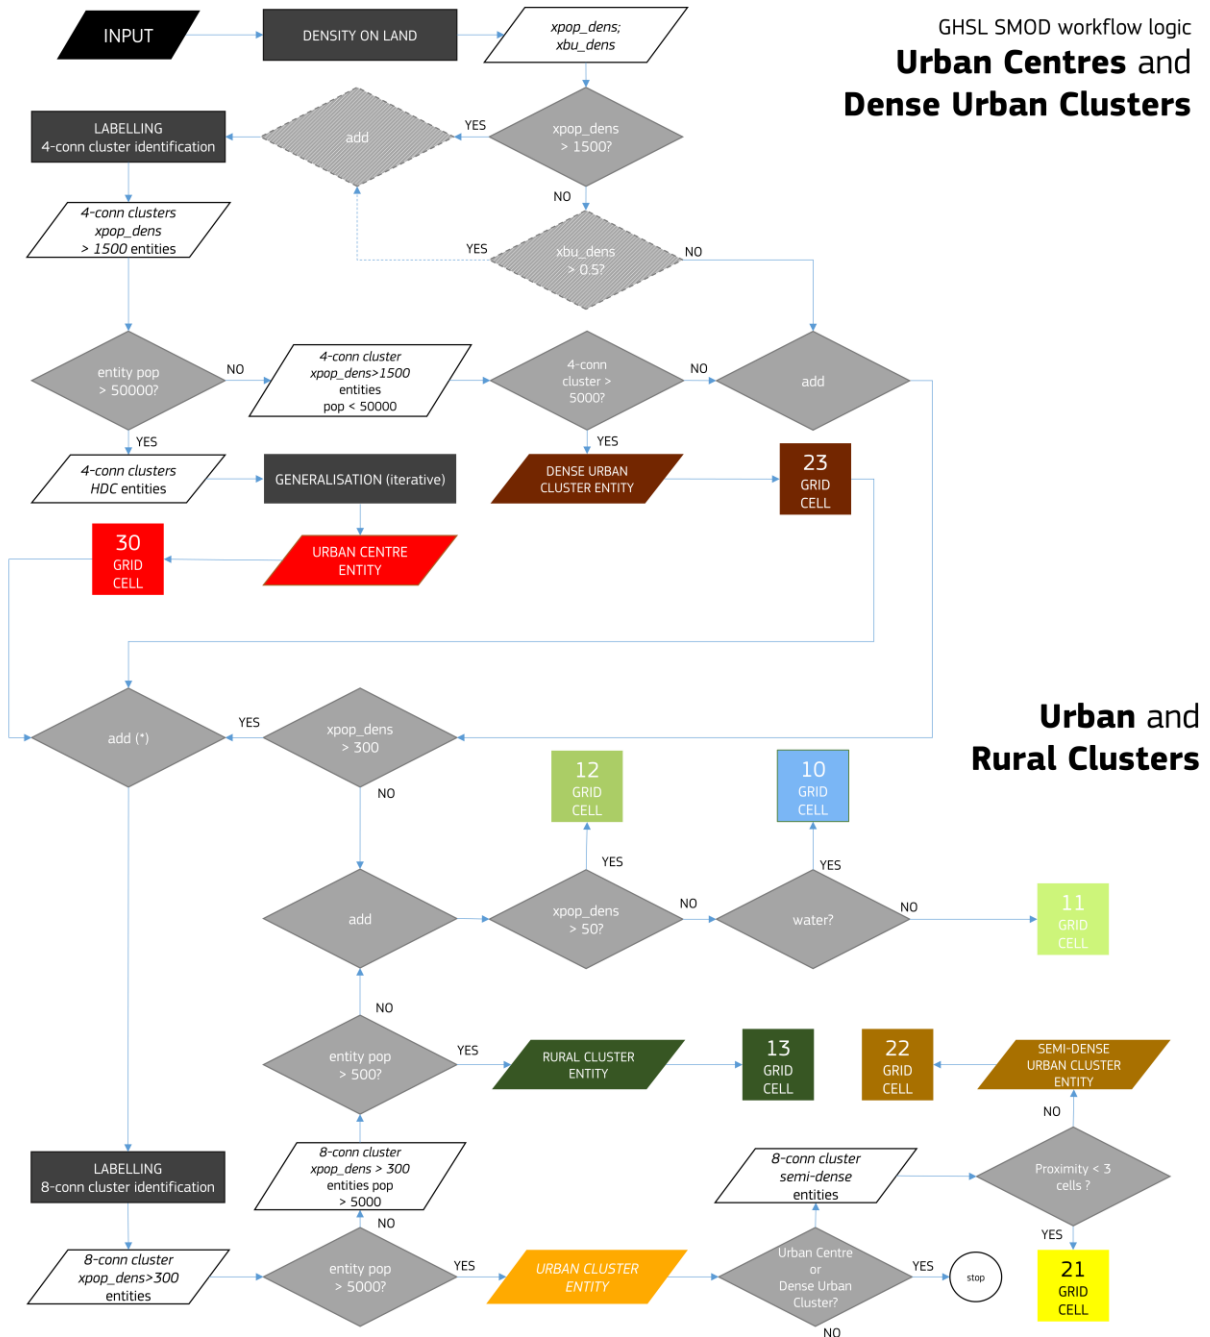 GHSL SMOD workflow logic
Urban Centres and
Dense Urban Clusters
INPUT
DENSITY ON LAND
xpop_dens;
xbu_dens
LABELLING
4-conn cluster identification
add
YES
xpop_dens
> 1500?
NO
4-conn clusters
xpop_dens
> 1500 entities
YES
xbu_dens
> 0.5?
NO
entity pop
> 50000?
NO
4-conn cluster
xpop_dens>1500
entities
pop < 50000
4-conn
cluster >
5000?
NO
add
YES
YES
4-conn clusters
HDC entities
GENERALISATION (iterative)
DENSE URBAN
CLUSTER ENTITY
23
GRID
CELL
30
GRID
CELL
URBAN CENTRE
ENTITY
Urban and
Rural Clusters
add (*)
YES
xpop_dens
> 300
NO
12
GRID
CELL
10
GRID
CELL
YES
YES
add
xpop_dens
> 50?
NO
water?
NO
11
GRID
CELL
NO
entity pop
> 500?
YES
RURAL CLUSTER
ENTITY
13
GRID
CELL
22
GRID
CELL
SEMI-DENSE
URBAN CLUSTER
ENTITY
NO
LABELLING
8-conn cluster identification
8-conn cluster
xpop_dens > 300
entities pop
> 5000
NO
8-conn cluster
semi-dense
entities
Proximity < 3
cells ?
YES
8-conn cluster
xpop_dens>300
entities
entity pop
> 5000?
YES
URBAN CLUSTER
ENTITY
Urban Centre
or
Dense Urban
Cluster?
YES
stop
NO
21
GRID
CELL